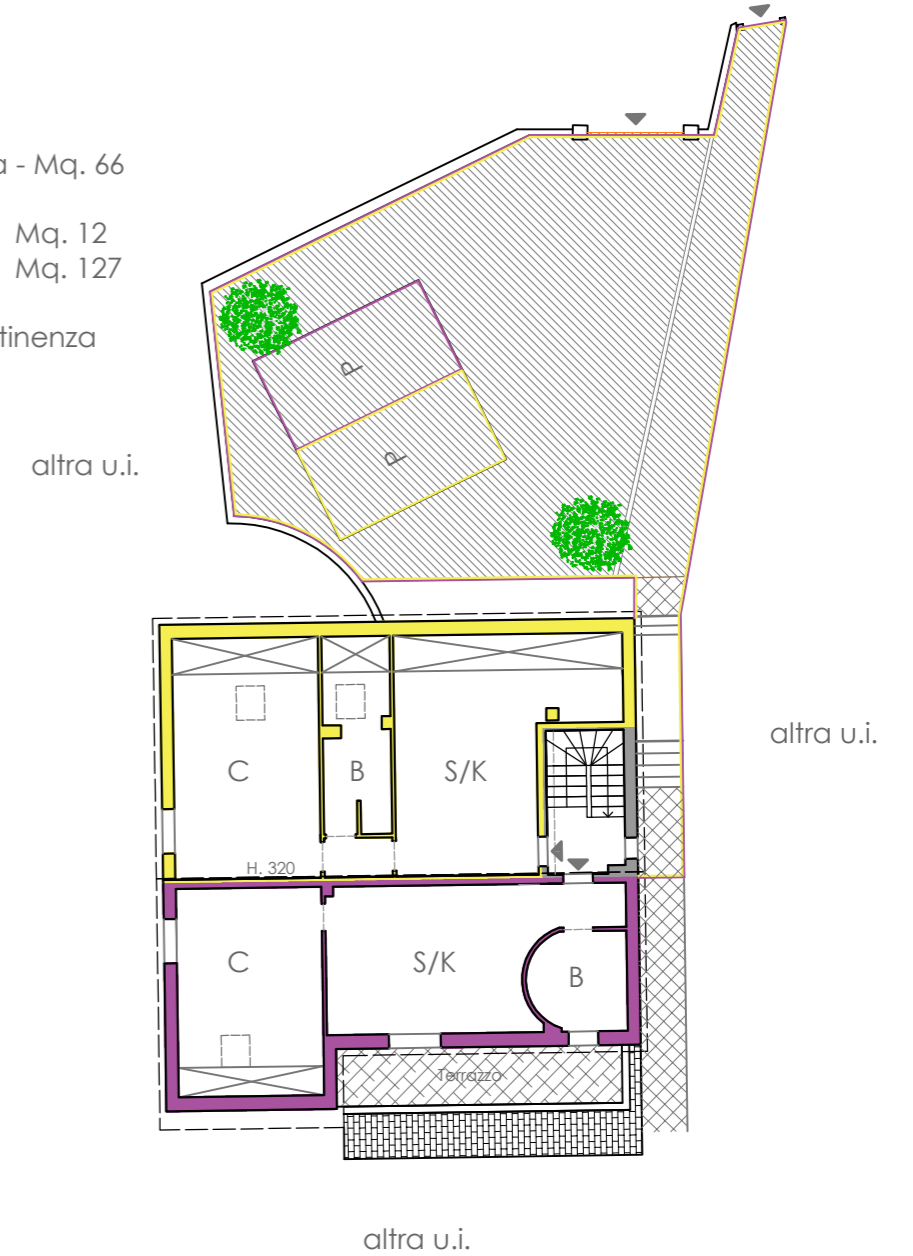 a - Mq. 66
Mq. 12
Mq. 127
tinenza
P
P
altra u.i.
altra u.i.
C
B
S/K
H. 320
C
S/K
B
Terrazzo
altra u.i.